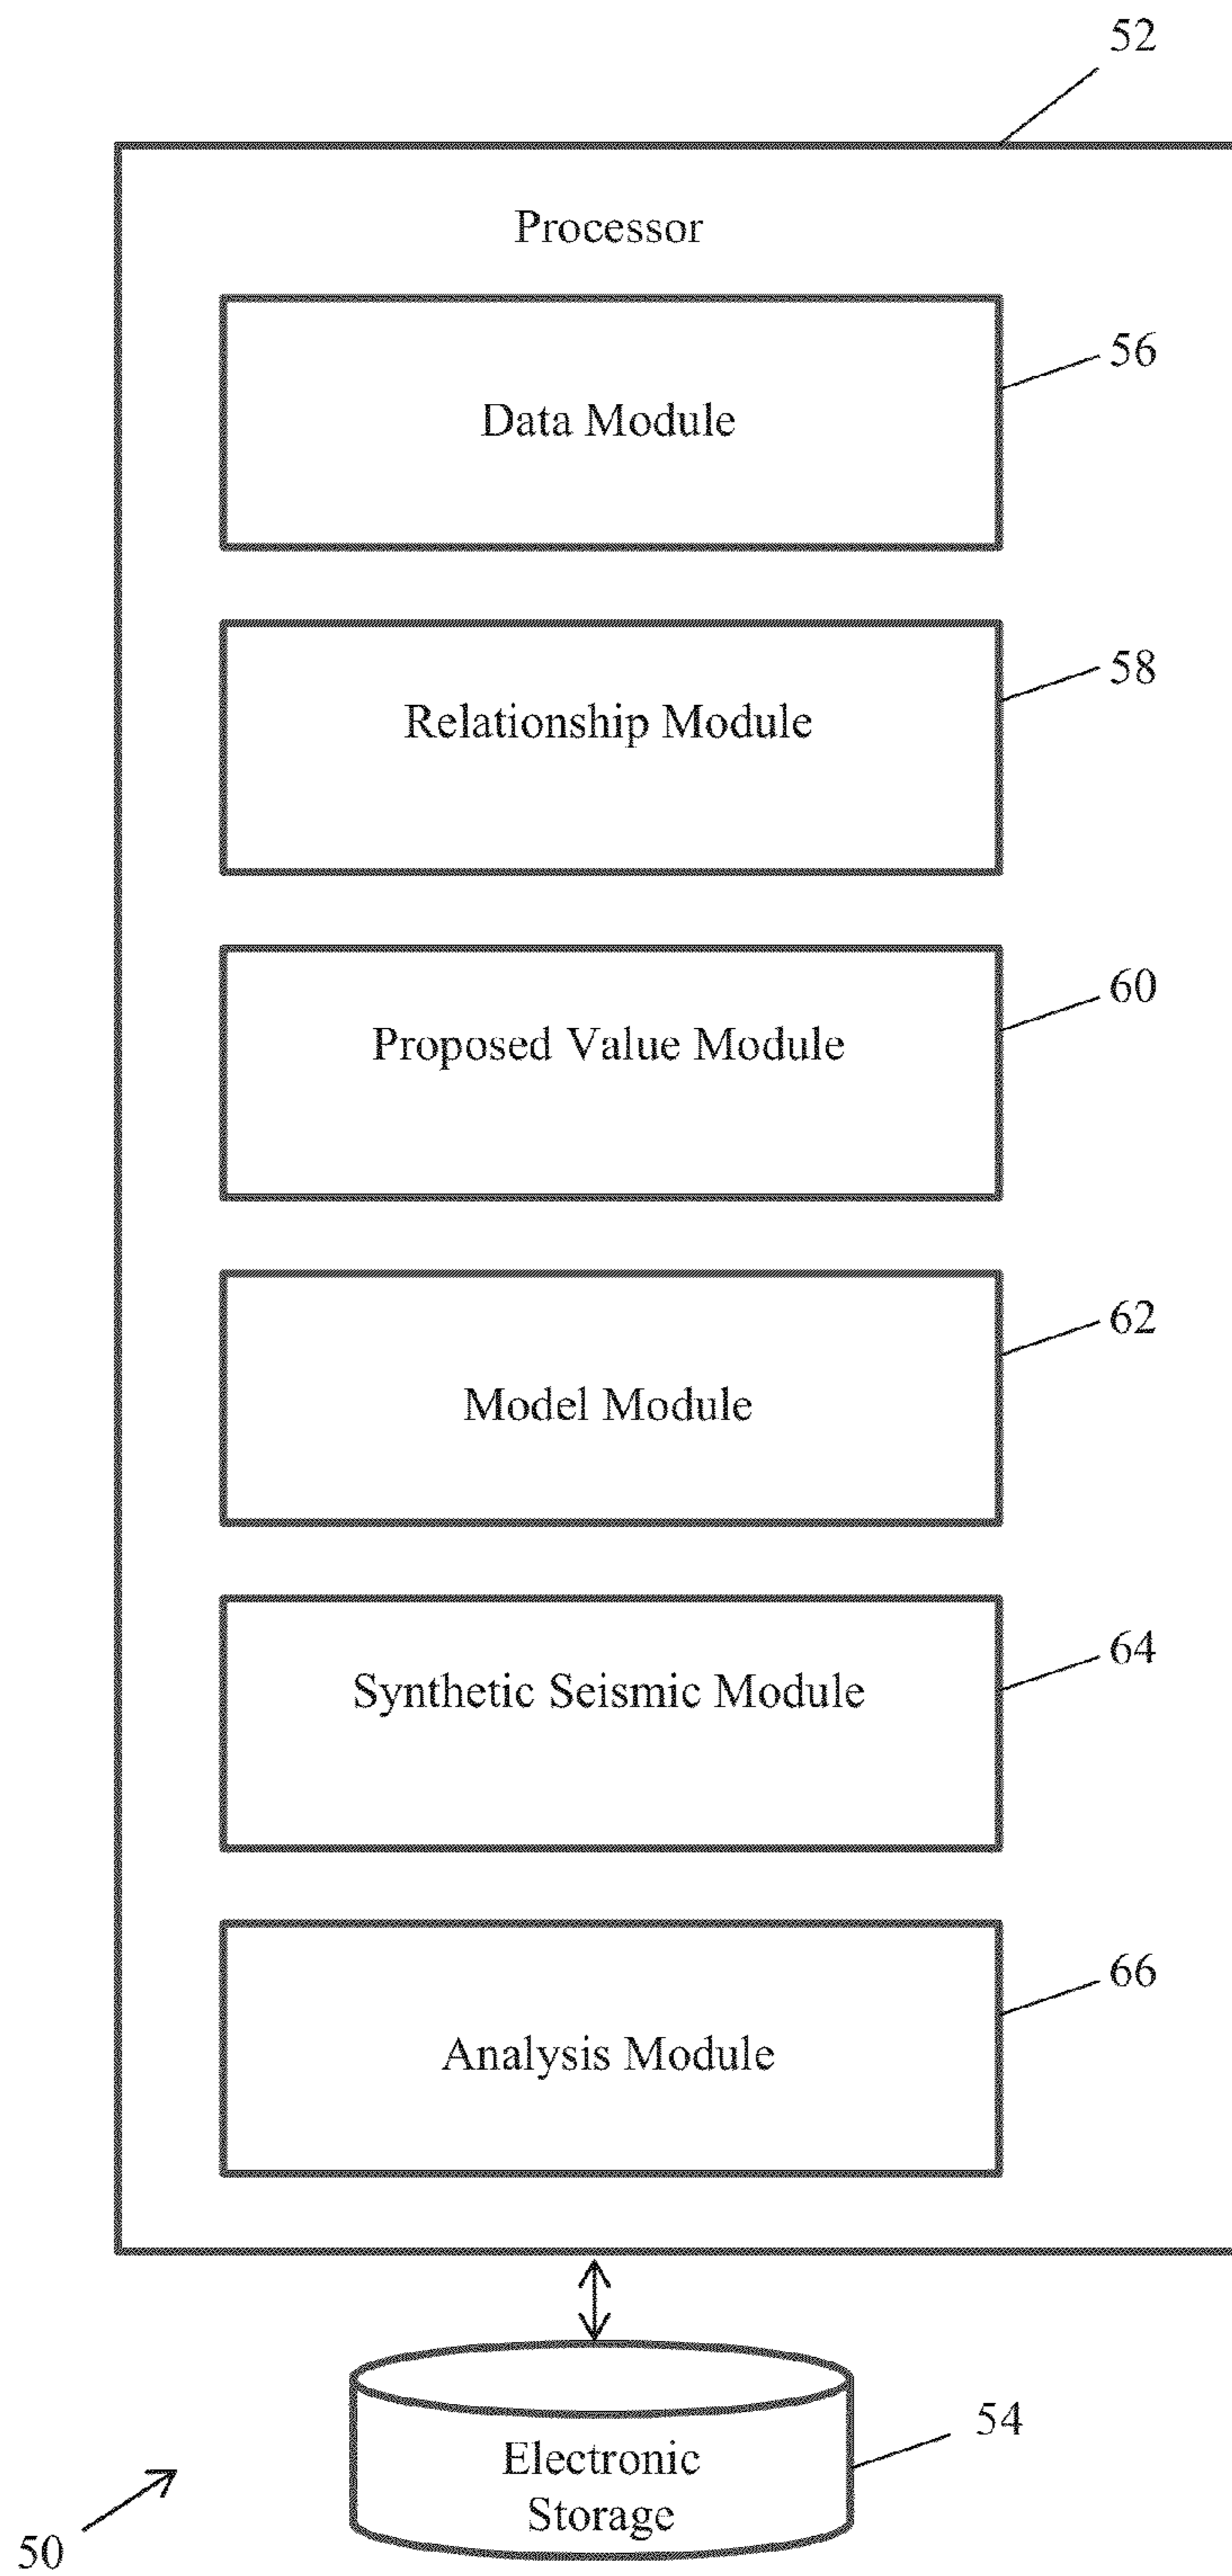 52
Processor
56
Data Module
58
Relationship Module
60
Proposed Value Module
62
Model Module
64
Synthetic Seismic Module
66
Analysis Module
54
Electronic
Storage
50